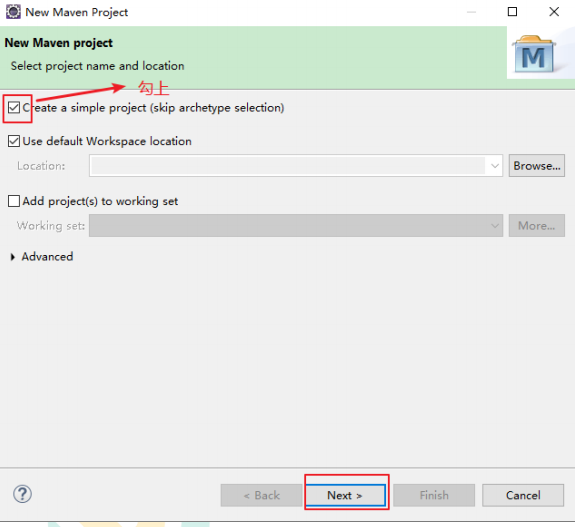 New Maven Project
New Maven project
Select project name and location
M
勾上
Create a simple project (skip archetype selection)
Use default Workspace location
Location:
Browse...
Add project(s) to working set
Working set:
More...
Advanced
?
< Back
Next >
Finish
Cancel